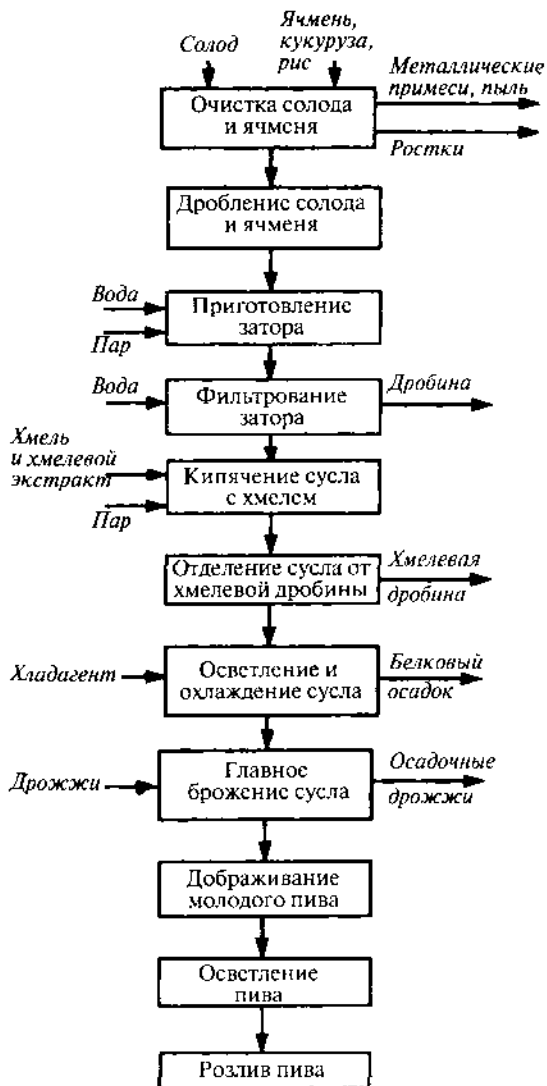 Солод
Ячмень,
кукуруза,
рис
Очистка солода
и ячменя
Металлические
примеси, пыль
Ростки
Дробление солода
и ячменя
Вода
Пар
Приготовление
затора
Вода
Фильтрование
затора
Дробина
Хмель
и хмелевой
экстракт
Пар
Кипячение сусла
с хмелем
Отделение сусла от
хмелевой дробины
Хмелевая
дробина
Хладагент
Осветление и
охлаждение сусла
Белковый
осадок
Дрожжи
Главное
брожение сусла
Осадочные
дрожжи
Дображивание
молодого пива
Осветление
пива
Розлив пива